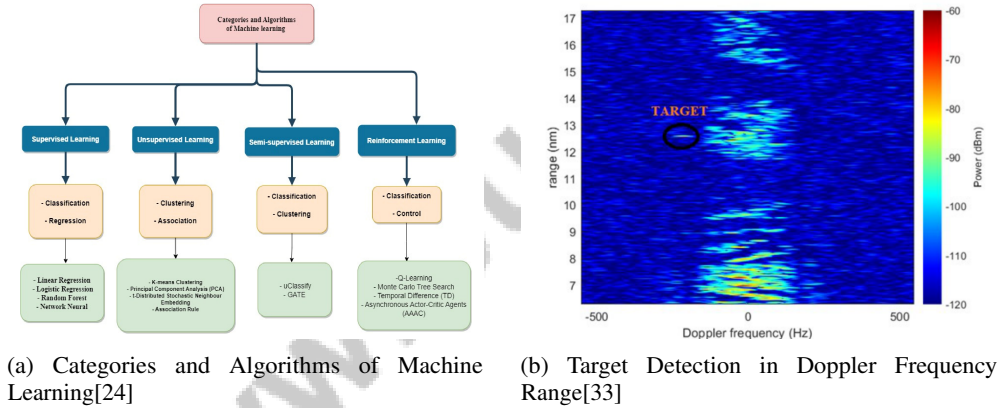 Categories and Algorithms
of Machine learning
Supervised Learning
Unsupervised Learning
Semi-supervised Learning
Reinforcement Learning
- Classification
- Regression
- Clustering
- Association
- Classification
- Clustering
- Classification
- Control
- Linear Regression
- Logistic Regression
- Random Forest
- Network Neural
- K-means Clustering
- Principal Component Analysis (PCA)
- t-Distributed Stochastic Neighbour
Embedding
- Association Rule
- uClassify
- GATE
-Q-Learning
- Monte Carlo Tree Search
- Temporal Difference (TD)
- Asynchronous Actor-Critic Agents
(AAAC)
(a) Categories and Algorithms of Machine
Learning[24]
17
16
15
14
13
12
11
10
9
8
7
range (nm)
TARGET
-500
0
500
Doppler frequency (Hz)
-60
-70
-80
-90
-100
-110
-120
Power (dBm)
(b) Target Detection in Doppler Frequency
Range[33]